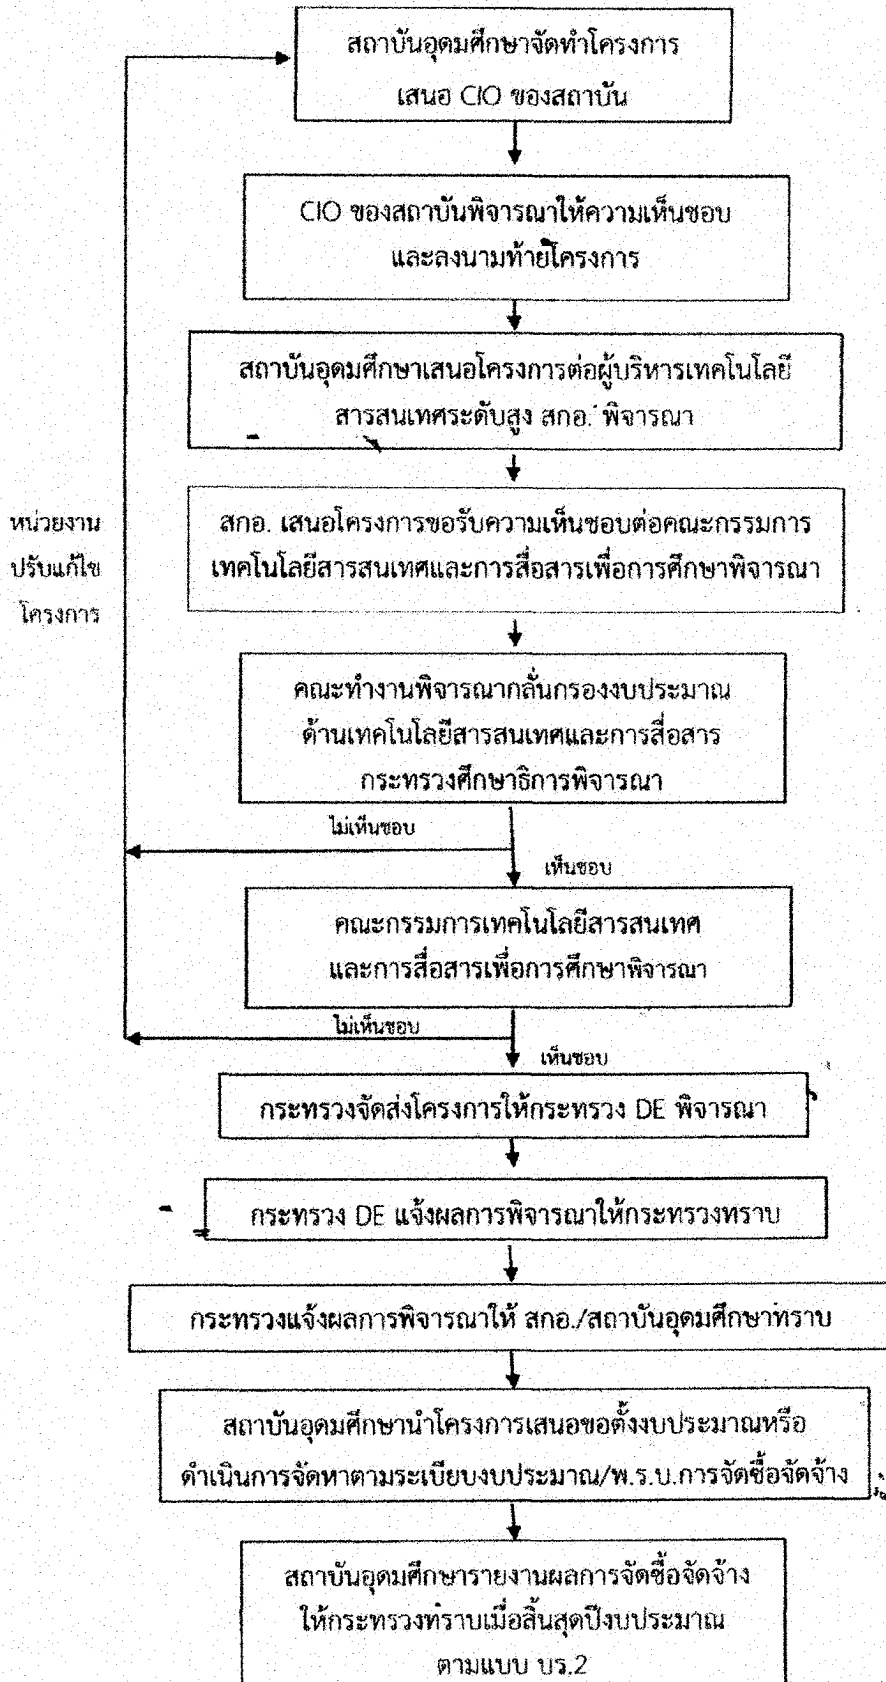 สถาบันอุดมศึกษาจัดทำโครงการ
เสนอ CIO ของสถาบัน
CIO ของสถาบันพิจารณาให้ความเห็นชอบ
และลงนามท้ายโครงการ
สถาบันอุดมศึกษาเสนอโครงการต่อผู้บริหารเทคโนโลยี
สารสนเทศระดับสูง สกอ. พิจารณา
หน่วยงาน
ปรับแก้ไข
โครงการ
สกอ. เสนอโครงการขอรับความเห็นชอบต่อคณะกรรมการ
เทคโนโลยีสารสนเทศและการสื่อสารเพื่อการศึกษาพิจารณา
คณะทำงานพิจารณากลั่นกรองงบประมาณ
ด้านเทคโนโลยีสารสนเทศและการสื่อสาร
กระทรวงศึกษาธิการพิจารณา
ไม่เห็นชอบ
เห็นชอบ
คณะกรรมการเทคโนโลยีสารสนเทศ
และการสื่อสารเพื่อการศึกษาพิจารณา
ไม่เห็นชอบ
เห็นชอบ
กระทรวงจัดส่งโครงการให้กระทรวง DE พิจารณา
กระทรวง DE แจ้งผลการพิจารณาให้กระทรวงทราบ
กระทรวงแจ้งผลการพิจารณาให้ สกอ./สถาบันอุดมศึกษาทราบ
สถาบันอุดมศึกษานำโครงการเสนอขอตั้งงบประมาณหรือ
ดำเนินการจัดหาตามระเบียบงบประมาณ/พ.ร.บ.การจัดซื้อจัดจ้าง
สถาบันอุดมศึกษารายงานผลการจัดซื้อจัดจ้าง
ให้กระทรวงทราบเมื่อสิ้นสุดปีงบประมาณ
ตามแบบ บร.2